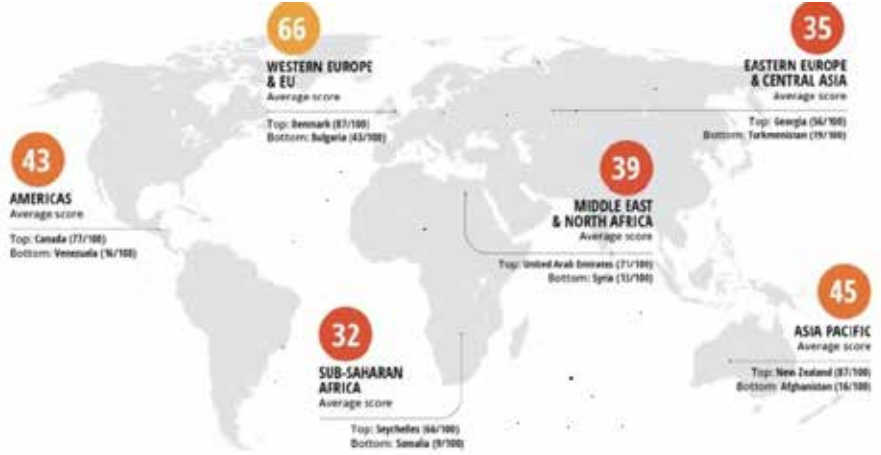 66
WESTERN EUROPE
& EU
Average score
Top: Denmark (87/100)
Bottom: Bulgaria (43/100)
35
EASTERN EUROPE
& CENTRAL ASIA
Average score
Top: Georgia (56/100)
Bottom: Turkmenistan (19/100)
43
AMERICAS
Average score
Top: Canada (77/100)
Bottom: Venezuela (16/100)
39
MIDDLE EAST
& NORTH AFRICA
Average score
Top: United Arab Emirates (71/100)
Bottom: Syria (13/100)
32
SUB-SAHARAN
AFRICA
Average score
Top: Seychelles (66/100)
Bottom: Somalia (9/100)
45
ASIA PACIFIC
Average score
Top: New Zealand (87/100)
Bottom: Afghanistan (16/100)